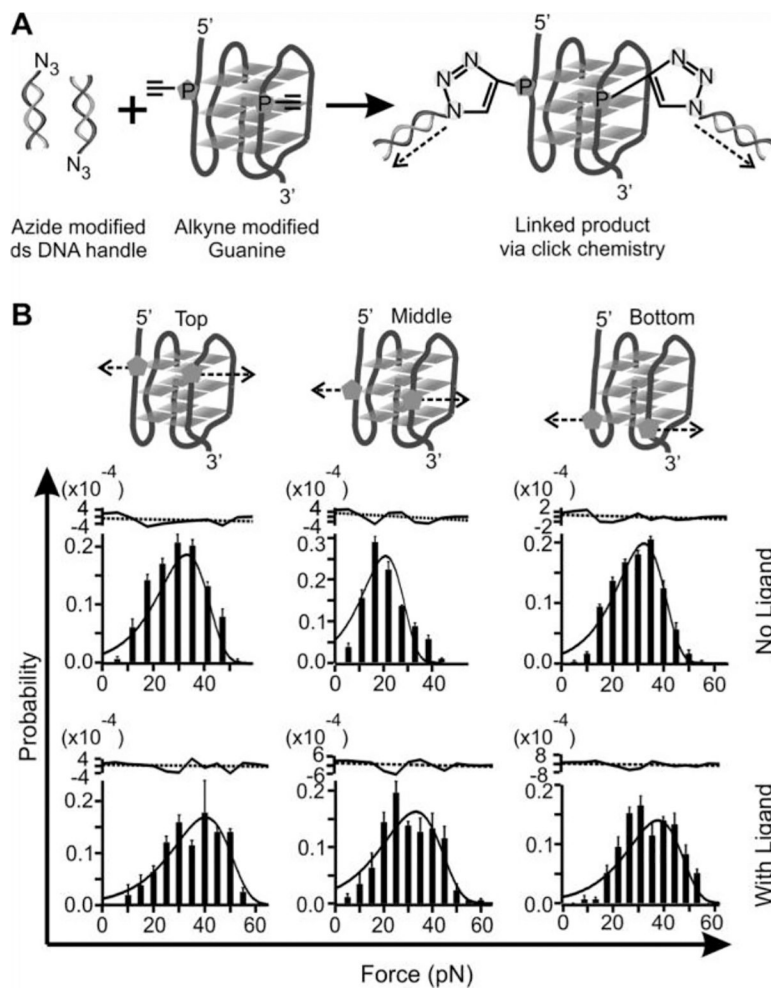 A
5’
N3
N3
+
P
P
3’
Azide modified
ds DNA handle
Alkyne modified
Guanine
N
N
N
P
P
N
N
N
3’
Linked product
via click chemistry
B
5’ Top
3’
5’ Middle
3’
5’ Bottom
3’
(x10 -4)
4
-4
0.2
0.1
0.0
0 20 40
(x10 -4)
4
-4
0.3
0.2
0.1
0.0
0 20 40
(x10 -4)
2
-2
0.2
0.1
0.0
0 20 40 60
No Ligand
(x10 -4)
4
-4
0.2
0.1
0.0
0 20 40 60
(x10 -4)
6
-6
0.2
0.1
0.0
0 20 40 60
(x10 -4)
8
-8
0.2
0.1
0.0
0 20 40 60
With Ligand
Probability
Force (pN)